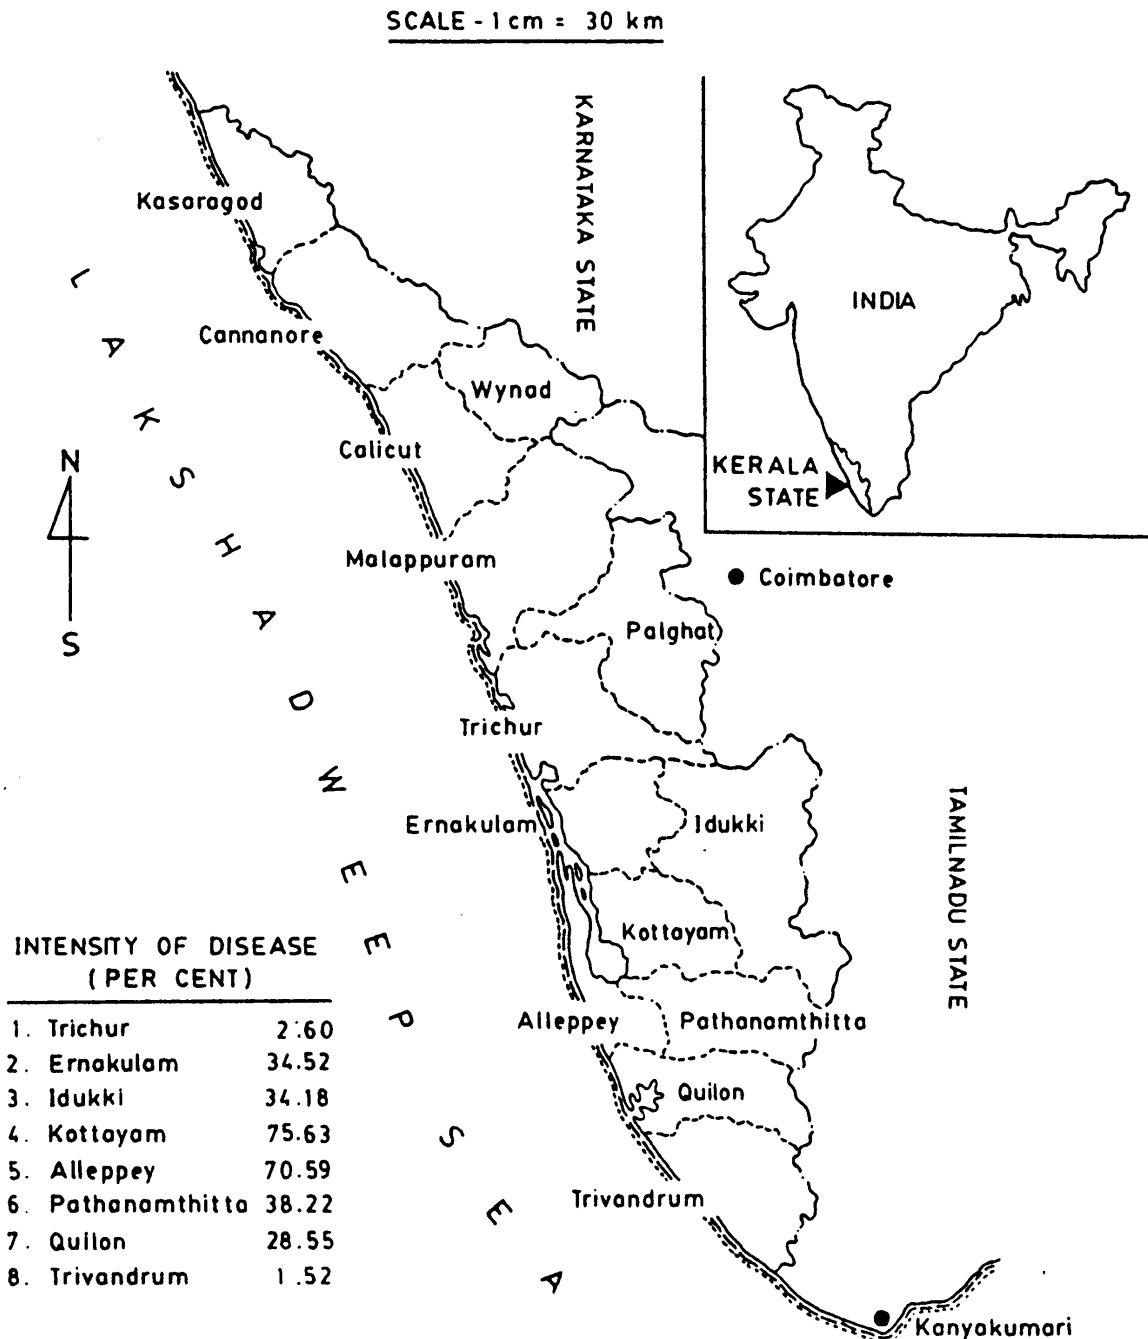 SCALE - 1 cm = 30 km
KARNATAKA STATE
INDIA
KERALA
STATE
Kasaragod
Cannanore
Wynad
Calicut
N
S
Malappuram
Coimbatore
Palghat
Trichur
Ernakulam
Idukki
TAMILNADU STATE
Kottayam
Alleppey
Pathanamthitta
Quilon
Trivandrum
Kanyakumari
LAKSHADWEEP SEA
INTENSITY OF DISEASE
(PER CENT)
1. Trichur 2.60
2. Ernakulam 34.52
3. Idukki 34.18
4. Kottayam 75.63
5. Alleppey 70.59
6. Pathanamthitta 38.22
7. Quilon 28.55
8. Trivandrum 1.52